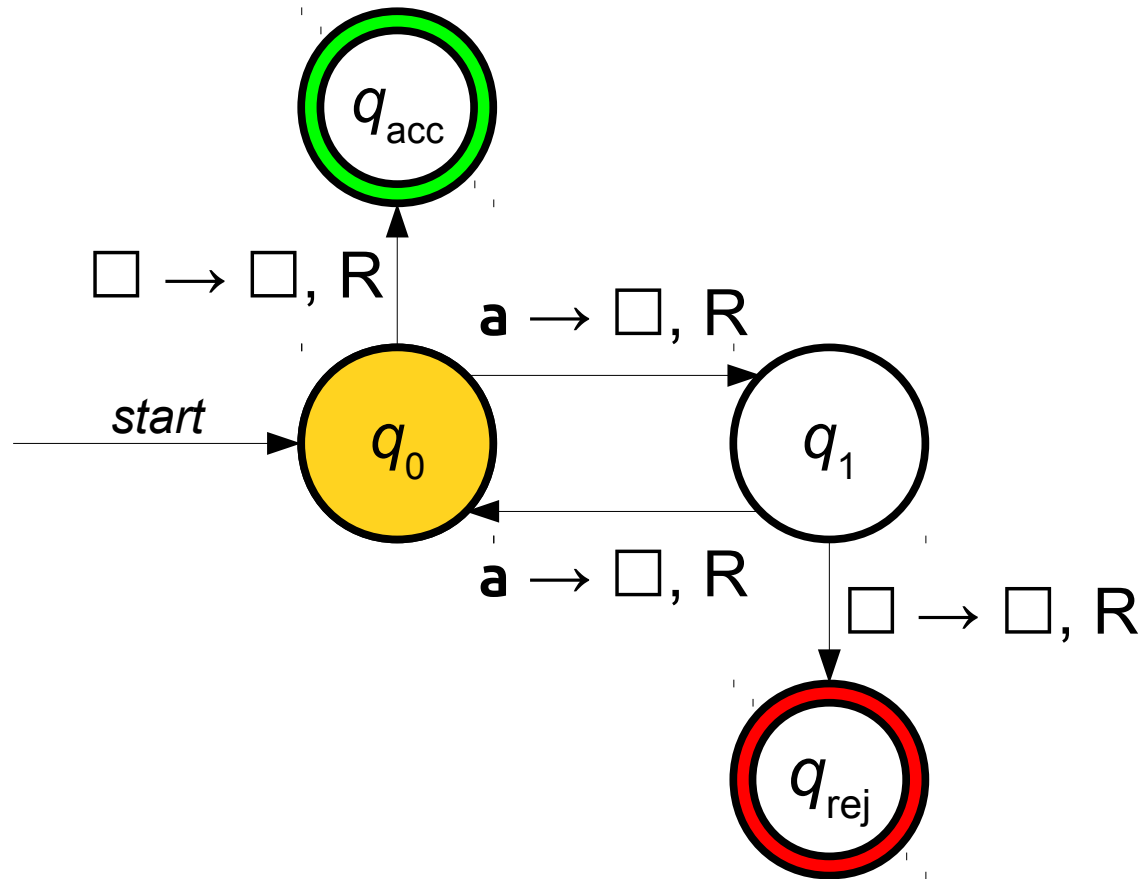 q_acc
□ → □, R
a → □, R
start
q_0
q_1
a → □, R
□ → □, R
q_rej